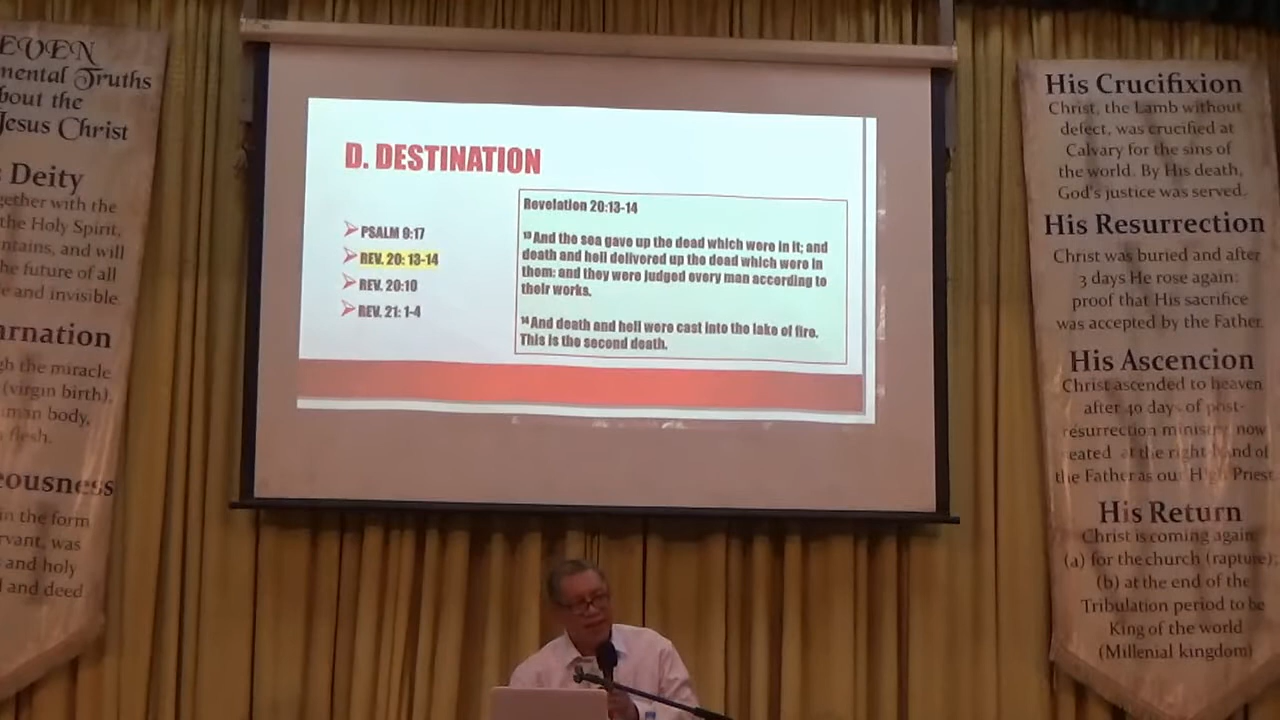 EVEN
mental Truths
bout the
Jesus Christ
Deity
gether with the
the Holy Spirit,
ntains, and will
he future of all
e and invisible
rnation
gh the miracle
(virgin birth),
man body,
flesh.
eousness
in the form
rvant, was
and holy
and deed
D. DESTINATION
PSALM 9:17
REV. 20: 13-14
REV. 20:10
REV. 21: 1-4
Revelation 20:13-14
13 And the sea gave up the dead which were in it; and
death and hell delivered up the dead which were in
them: and they were judged every man according to
their works.
14 And death and hell were cast into the lake of fire.
This is the second death.
His Crucifixion
Christ, the Lamb without
defect, was crucified at
Calvary for the sins of
the world. By His death,
God's justice was served.
His Resurrection
Christ was buried and after
3 days He rose again:
proof that His sacrifice
was accepted by the Father.
His Ascencion
Christ ascended to heaven
after 40 days of post-
resurrection ministry now
seated at the right hand of
the Father as our High Priest
His Return
Christ is coming again:
(a) for the church (rapture);
(b) at the end of the
Tribulation period to be
King of the world
(Millenial kingdom)